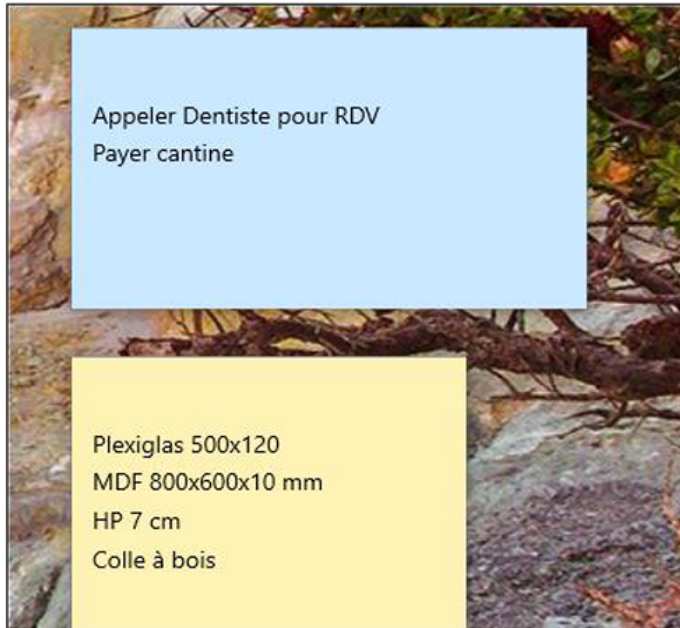 Appeler Dentiste pour RDV
Payer cantine
Plexiglas 500x120
MDF 800x600x10 mm
HP 7 cm
Colle à bois